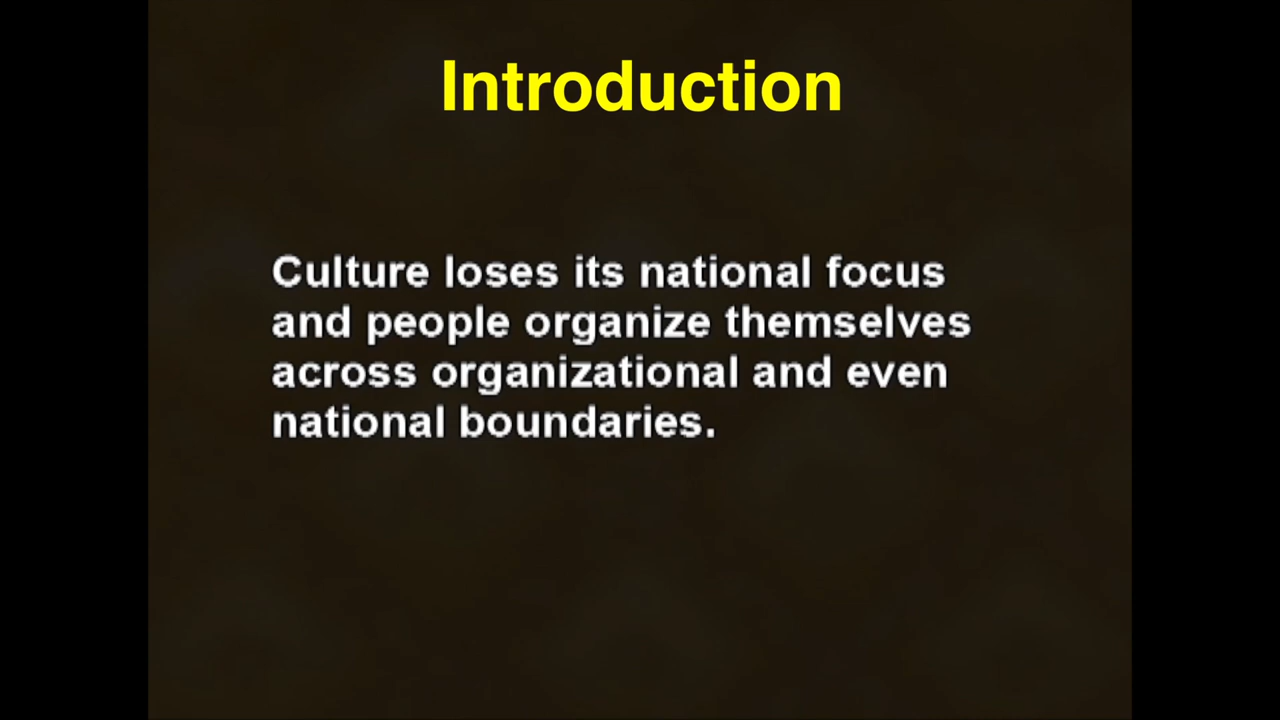 Introduction
Culture loses its national focus
and people organize themselves
across organizational and even
national boundaries.